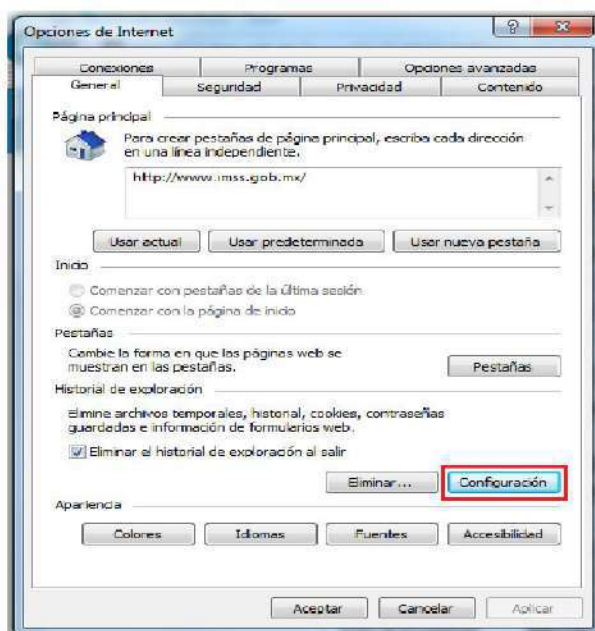 Opciones de Internet
Conexiones Programas Opciones avanzadas
General Seguridad Privacidad Contenido
Página principal
Para crear pestañas de página principal, escriba cada dirección
en una línea independiente.
http://www.imss.gob.mx/
Usar actual Usar predeterminada Usar nueva pestaña
Inicio
Comenzar con pestañas de la última sesión
Comenzar con la página de inicio
Pestañas
Cambie la forma en que las páginas web se
muestran en las pestañas.
Pestañas
Historial de exploración
Elimine archivos temporales, historial, cookies, contraseñas
guardadas e información de formularios web.
Eliminar el historial de exploración al salir
Eliminar... Configuración
Apariencia
Colores Idiomas Fuentes Accesibilidad
Aceptar Cancelar Aplicar